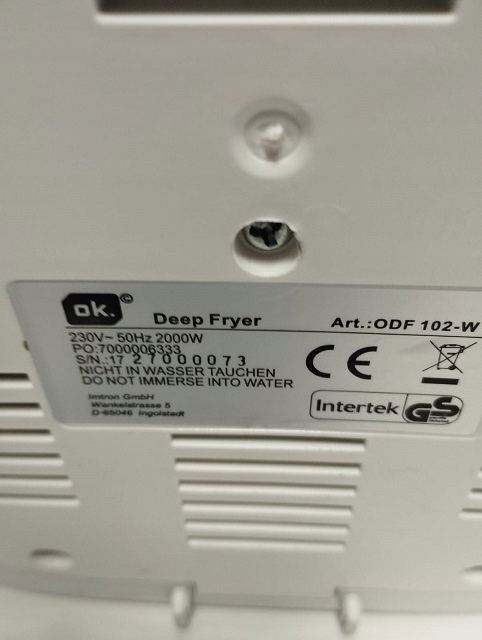 ok.©
Deep Fryer Art.:ODF 102-W
230V~ 50Hz 2000W
PO:7000006333
S/N.:17 27000073
NICHT IN WASSER TAUCHEN
DO NOT IMMERSE INTO WATER
Imtron GmbH
Wankelstrasse 5
D-85046 Ingolstadt
CE
Intertek GS